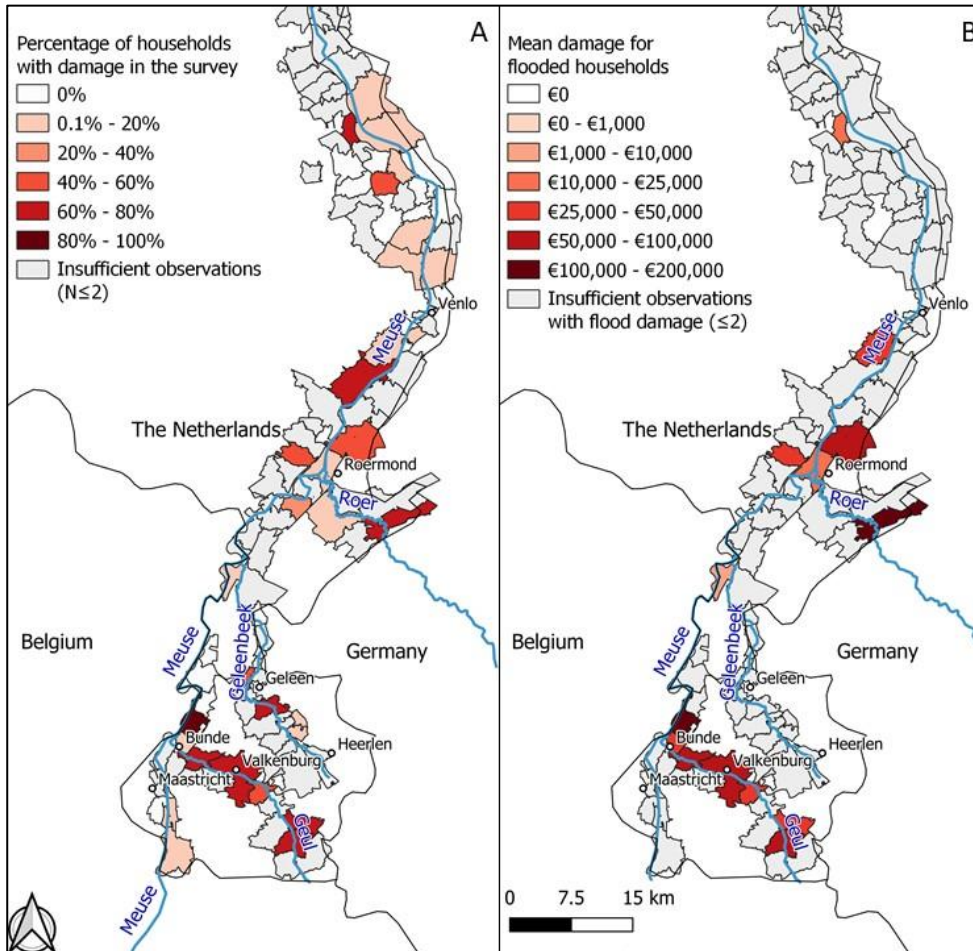 A
Percentage of households
with damage in the survey
0%
0.1% - 20%
20% - 40%
40% - 60%
60% - 80%
80% - 100%
Insufficient observations
(N≤2)
Venlo
Meuse
The Netherlands
Roermond
Roer
Belgium
Meuse
Geleenbeek
Germany
Geleen
Bunde
Heerlen
Valkenburg
Maastricht
Geul
Meuse
B
Mean damage for
flooded households
€0
€0 - €1,000
€1,000 - €10,000
€10,000 - €25,000
€25,000 - €50,000
€50,000 - €100,000
€100,000 - €200,000
Insufficient observations
with flood damage (≤2)
Venlo
Meuse
The Netherlands
Roermond
Roer
Belgium
Meuse
Geleenbeek
Germany
Geleen
Bunde
Heerlen
Valkenburg
Maastricht
Geul
0 7.5 15 km